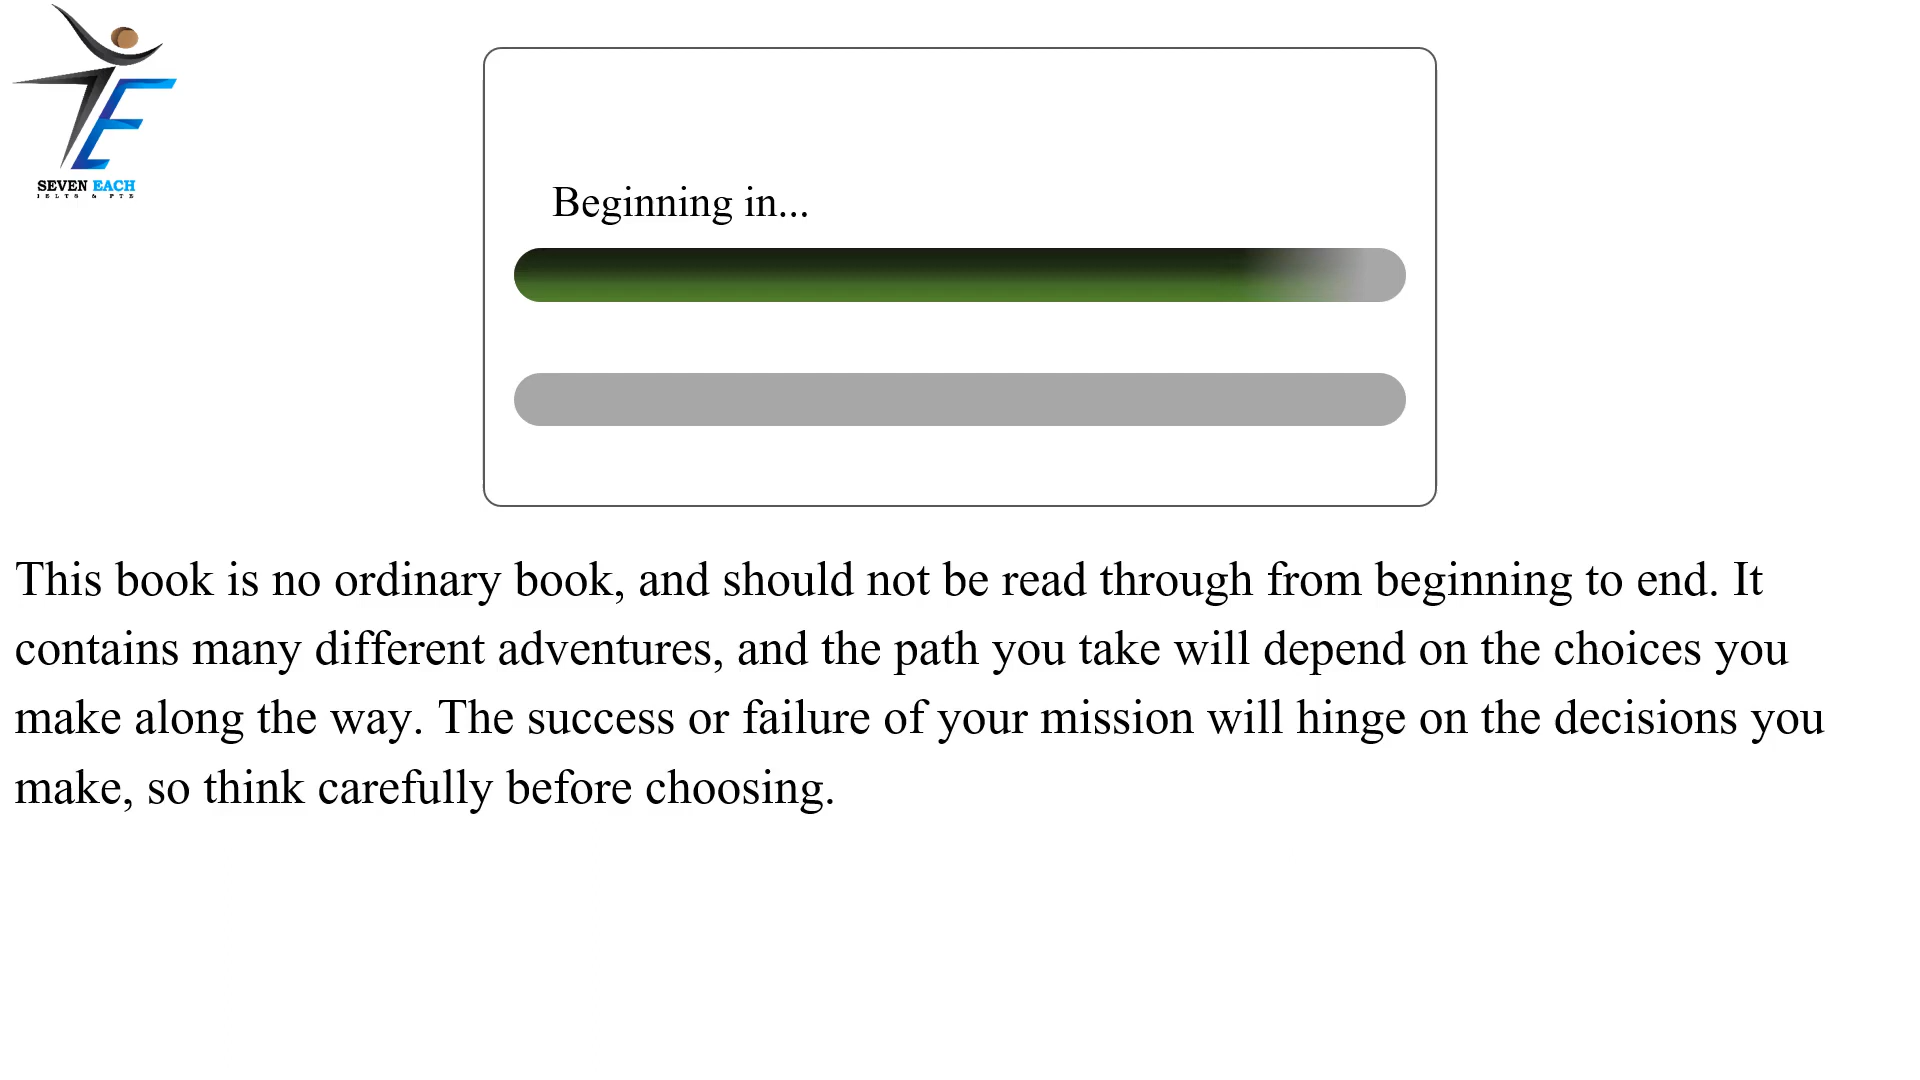 SEVEN EACH
IELTS & PTE
Beginning in...
This book is no ordinary book, and should not be read through from beginning to end. It
contains many different adventures, and the path you take will depend on the choices you
make along the way. The success or failure of your mission will hinge on the decisions you
make, so think carefully before choosing.